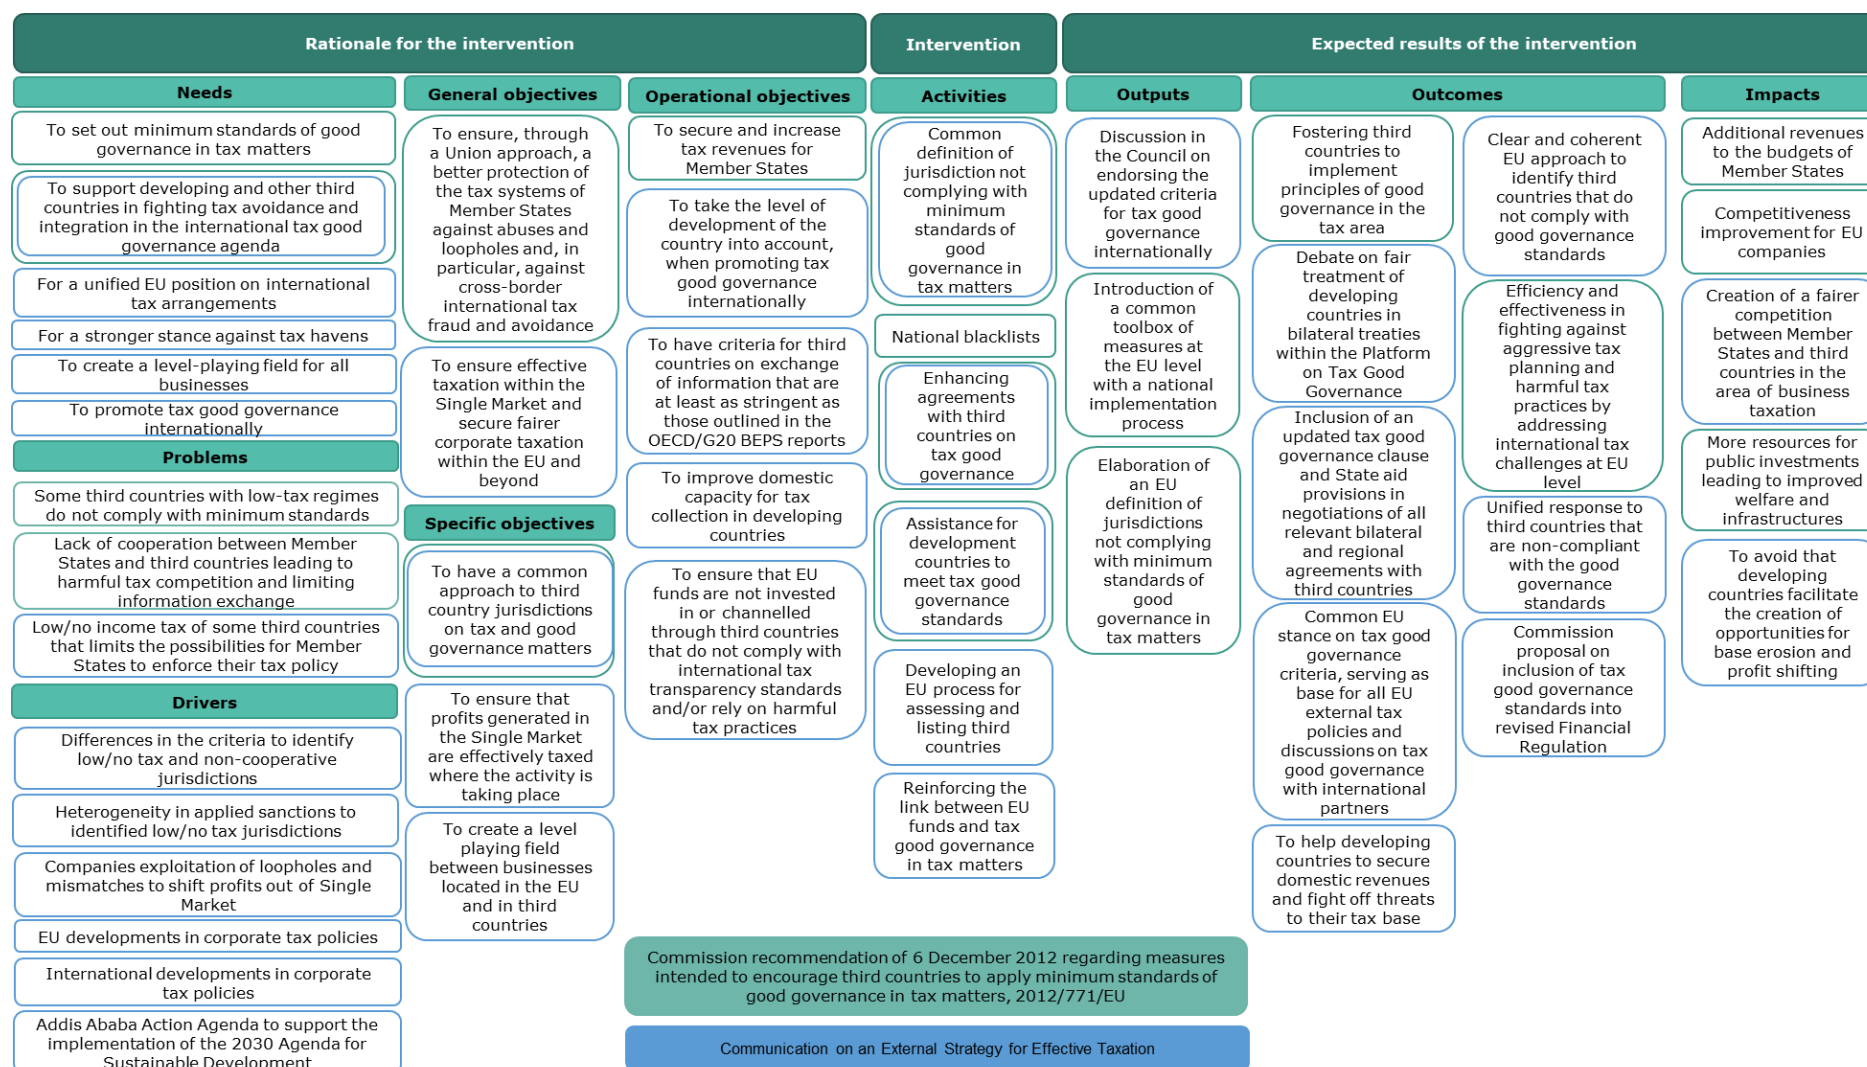 Rationale for the intervention
Intervention
Expected results of the intervention
Needs
To set out minimum standards of good
governance in tax matters
To support developing and other third
countries in fighting tax avoidance and
integration in the international tax good
governance agenda
For a unified EU position on international
tax arrangements
For a stronger stance against tax havens
To create a level-playing field for all
businesses
To promote tax good governance
internationally
Problems
Some third countries with low-tax regimes
do not comply with minimum standards
Lack of cooperation between Member
States and third countries leading to
harmful tax competition and limiting
information exchange
Low/no income tax of some third countries
that limits the possibilities for Member
States to enforce their tax policy
Drivers
Differences in the criteria to identify
low/no tax and non-cooperative
jurisdictions
Heterogeneity in applied sanctions to
identified low/no tax jurisdictions
Companies exploitation of loopholes and
mismatches to shift profits out of Single
Market
EU developments in corporate tax policies
International developments in corporate
tax policies
Addis Ababa Action Agenda to support the
implementation of the 2030 Agenda for
Sustainable Development
General objectives
To ensure, through
a Union approach, a
better protection of
the tax systems of
Member States
against abuses and
loopholes and, in
particular, against
cross-border
international tax
fraud and avoidance
To ensure effective
taxation within the
Single Market and
secure fairer
corporate taxation
within the EU and
beyond
Specific objectives
To have a common
approach to third
country jurisdictions
on tax and good
governance matters
To ensure that
profits generated in
the Single Market
are effectively taxed
where the activity is
taking place
To create a level
playing field
between businesses
located in the EU
and in third
countries
Operational objectives
To secure and increase
tax revenues for
Member States
To take the level of
development of the
country into account,
when promoting tax
good governance
internationally
To have criteria for third
countries on exchange
of information that are
at least as stringent as
those outlined in the
OECD/G20 BEPS reports
To improve domestic
capacity for tax
collection in developing
countries
To ensure that EU
funds are not invested
in or channelled
through third countries
that do not comply with
international tax
transparency standards
and/or rely on harmful
tax practices
Activities
Common
definition of
jurisdiction not
complying with
minimum
standards of
good
governance in
tax matters
National blacklists
Enhancing
agreements
with third
countries on
tax good
governance
Assistance for
development
countries to
meet tax good
governance
standards
Developing an
EU process for
assessing and
listing third
countries
Reinforcing the
link between EU
funds and tax
good governance
in tax matters
Outputs
Discussion in
the Council on
endorsing the
updated criteria
for tax good
governance
internationally
Introduction of
a common
toolbox of
measures at
the EU level
with a national
implementation
process
Elaboration of
an EU
definition of
jurisdictions
not complying
with minimum
standards of
good
governance in
tax matters
Outcomes
Fostering third
countries to
implement
principles of good
governance in the
tax area
Debate on fair
treatment of
developing
countries in
bilateral treaties
within the Platform
on Tax Good
Governance
Inclusion of an
updated tax good
governance clause
and State aid
provisions in
negotiations of all
relevant bilateral
and regional
agreements with
third countries
Common EU
stance on tax good
governance
criteria, serving as
base for all EU
external tax
policies and
discussions on tax
good governance
with international
partners
To help developing
countries to secure
domestic revenues
and fight off threats
to their tax base
Clear and coherent
EU approach to
identify third
countries that do
not comply with
good governance
standards
Efficiency and
effectiveness in
fighting against
aggressive tax
planning and
harmful tax
practices by
addressing
international tax
challenges at EU
level
Unified response to
third countries that
are non-compliant
with the good
governance
standards
Commission
proposal on
inclusion of tax
good governance
standards into
revised Financial
Regulation
Impacts
Additional revenues
to the budgets of
Member States
Competitiveness
improvement for EU
companies
Creation of a fairer
competition
between Member
States and third
countries in the
area of business
taxation
More resources for
public investments
leading to improved
welfare and
infrastructures
To avoid that
developing
countries facilitate
the creation of
opportunities for
base erosion and
profit shifting
Commission recommendation of 6 December 2012 regarding measures
intended to encourage third countries to apply minimum standards of
good governance in tax matters, 2012/771/EU
Communication on an External Strategy for Effective Taxation